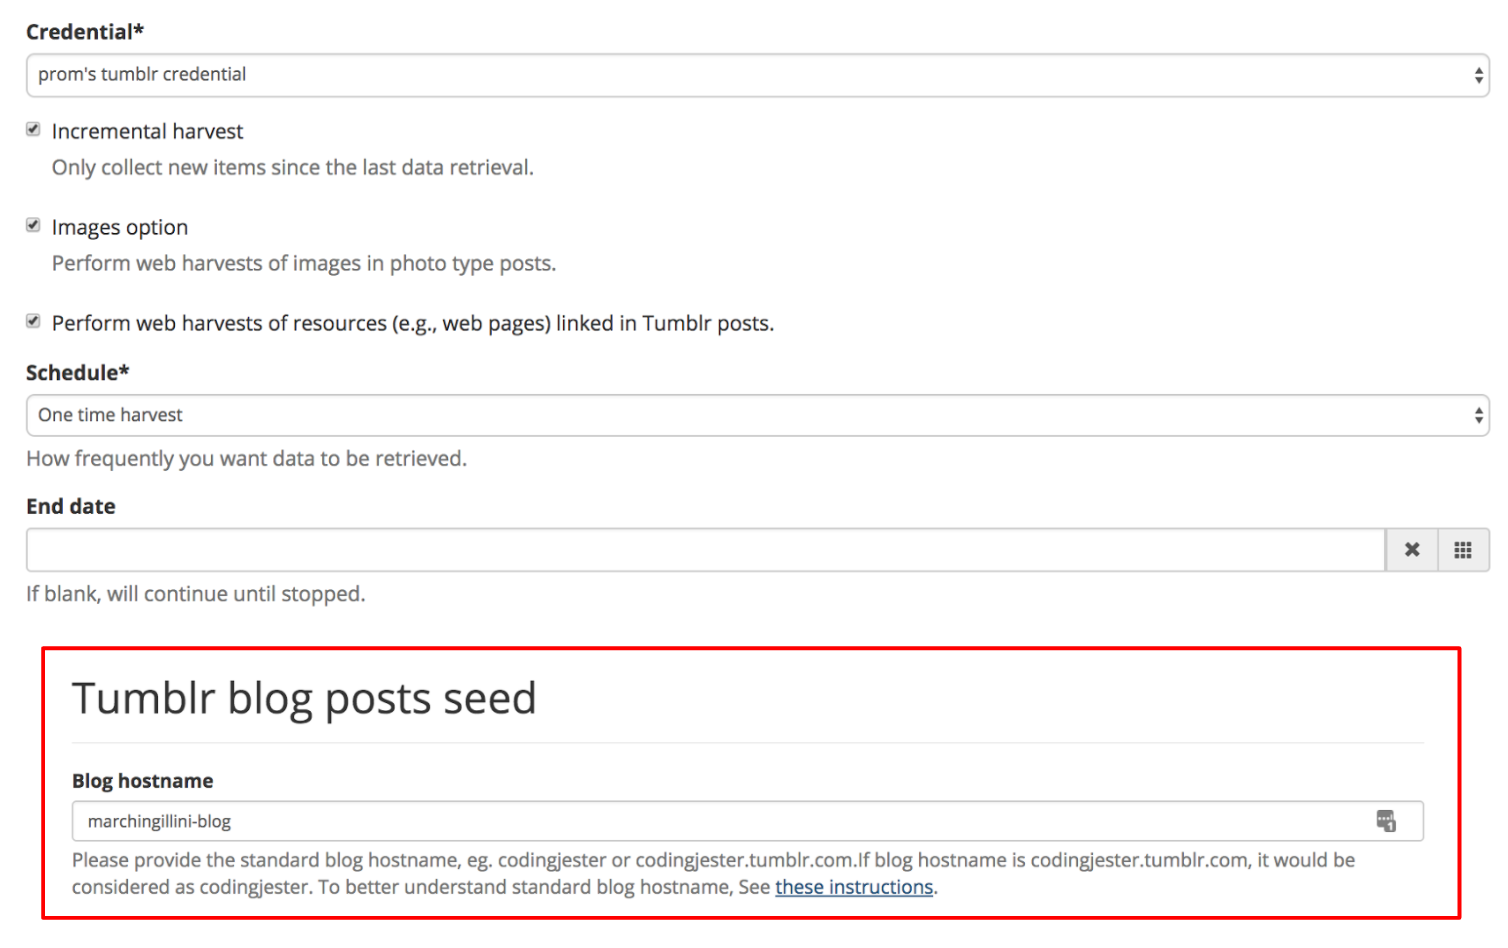 Credential*
prom's tumblr credential
Incremental harvest
Only collect new items since the last data retrieval.
Images option
Perform web harvests of images in photo type posts.
Perform web harvests of resources (e.g., web pages) linked in Tumblr posts.
Schedule*
One time harvest
How frequently you want data to be retrieved.
End date
If blank, will continue until stopped.
Tumblr blog posts seed
Blog hostname
marchingillini-blog
1
Please provide the standard blog hostname, eg. codingjester or codingjester.tumblr.com.If blog hostname is codingjester.tumblr.com, it would be
considered as codingjester. To better understand standard blog hostname, See these instructions.